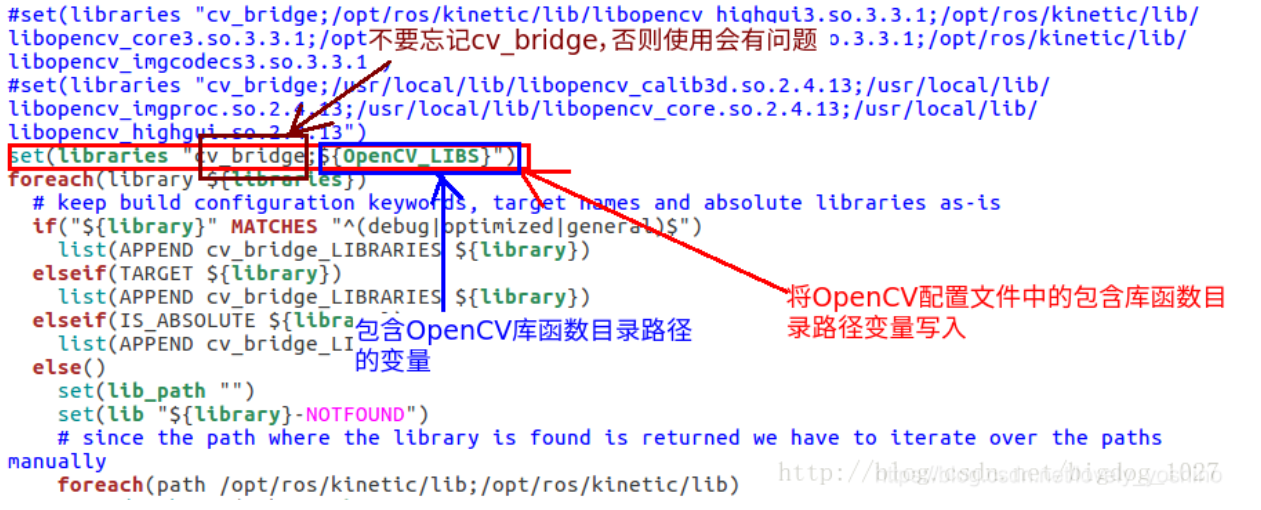 #set(libraries "cv_bridge;/opt/ros/kinetic/lib/libopencv_highgui3.so.3.3.1;/opt/ros/kinetic/lib/
libopencv_core3.so.3.3.1;/opt
不要忘记cv_bridge,否则使用会有问题
.3.3.1;/opt/ros/kinetic/lib/
libopencv_imgcodecs3.so.3.3.1
#set(libraries "cv_bridge;/usr/local/lib/libopencv_calib3d.so.2.4.13;/usr/local/lib/
libopencv_imgproc.so.2.4.13;/usr/local/lib/libopencv_core.so.2.4.13;/usr/local/lib/
libopencv_highgui.so.2.4.13")
set(libraries "cv_bridge;${OpenCV_LIBS}")
foreach(library ${libraries})
# keep build configuration keywords, target names and absolute libraries as-is
if("${library}" MATCHES "^(debug|optimized|general)$")
list(APPEND cv_bridge_LIBRARIES ${library})
elseif(TARGET ${library})
list(APPEND cv_bridge_LIBRARIES ${library})
elseif(IS_ABSOLUTE ${libra
list(APPEND cv_bridge_LI
将OpenCV配置文件中的包含库函数目
录路径变量写入
包含OpenCV库函数目录路径
的变量
else()
set(lib_path "")
set(lib "${library}-NOTFOUND")
# since the path where the library is found is returned we have to iterate over the paths
manually
foreach(path /opt/ros/kinetic/lib;/opt/ros/kinetic/lib)
http://blog.csdn.net/bigdog_1027